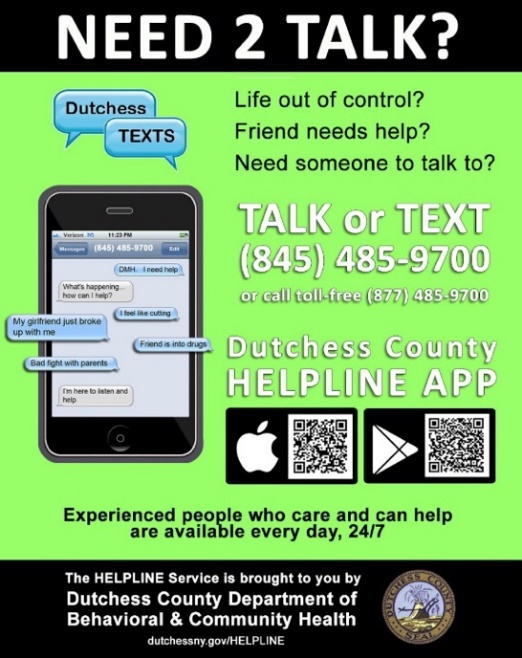 NEED 2 TALK?
Dutchess
TEXTS
Life out of control?
Friend needs help?
Need someone to talk to?
TALK or TEXT
(845) 485-9700
or call toll-free (877) 485-9700
Verizon
11:23 PM
Messages
(845) 485-9700
Edit
DMH. I need help
What's happening...
how can I help?
I feel like cutting
My girlfriend just broke
up with me
Friend is into drugs
Bad fight with parents
I'm here to listen and
help
Dutchess County
HELPLINE APP
Experienced people who care and can help
are available every day, 24/7
The HELPLINE Service is brought to you by
Dutchess County Department of
Behavioral & Community Health
dutchessny.gov/HELPLINE
DUTCHESS COUNTY
SEAL